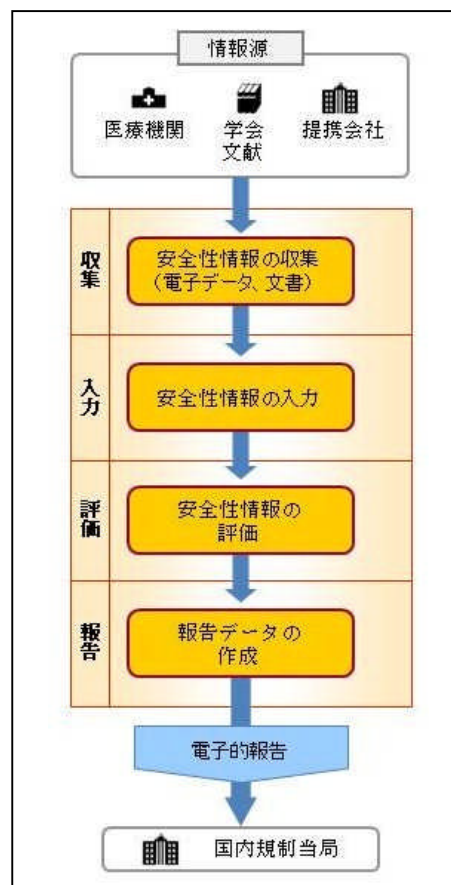 情報源
医療機関 学会 提携会社
文献
収集
安全性情報の収集
(電子データ、文書)
入力
安全性情報の入力
評価
安全性情報の
評価
報告
報告データの
作成
電子的報告
国内規制当局